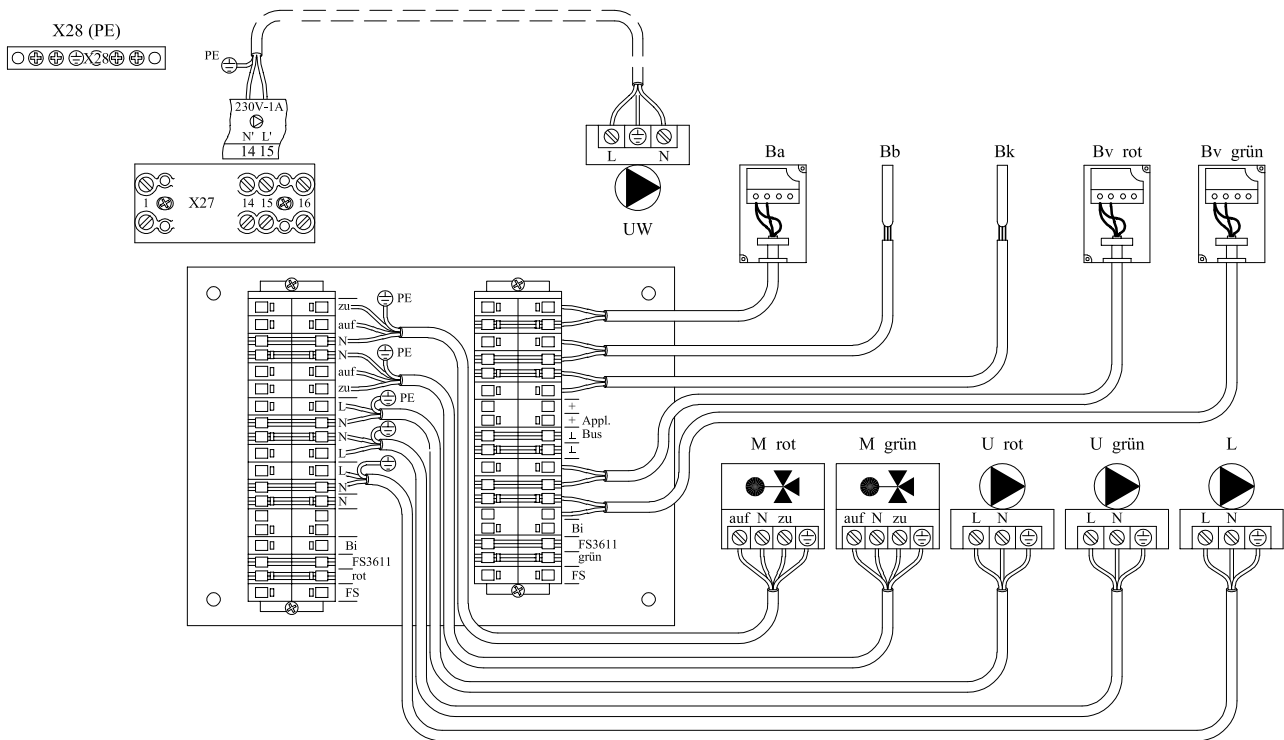 X28 (PE)
X28
PE
230V-1A
N' L'
14 15
1 X27 14 15 16
L N
UW
Ba
Bb
Bk
Bv rot
Bv grün
zu
PE
auf
N
N
PE
auf
zu
L
PE
N
N
L
L
N
N
Bi
FS3611
rot
FS
+
+ Appl.
⊥ Bus
⊥
Bi
FS3611
grün
FS
M rot
auf N zu
M grün
auf N zu
U rot
L N
U grün
L N
L
L N